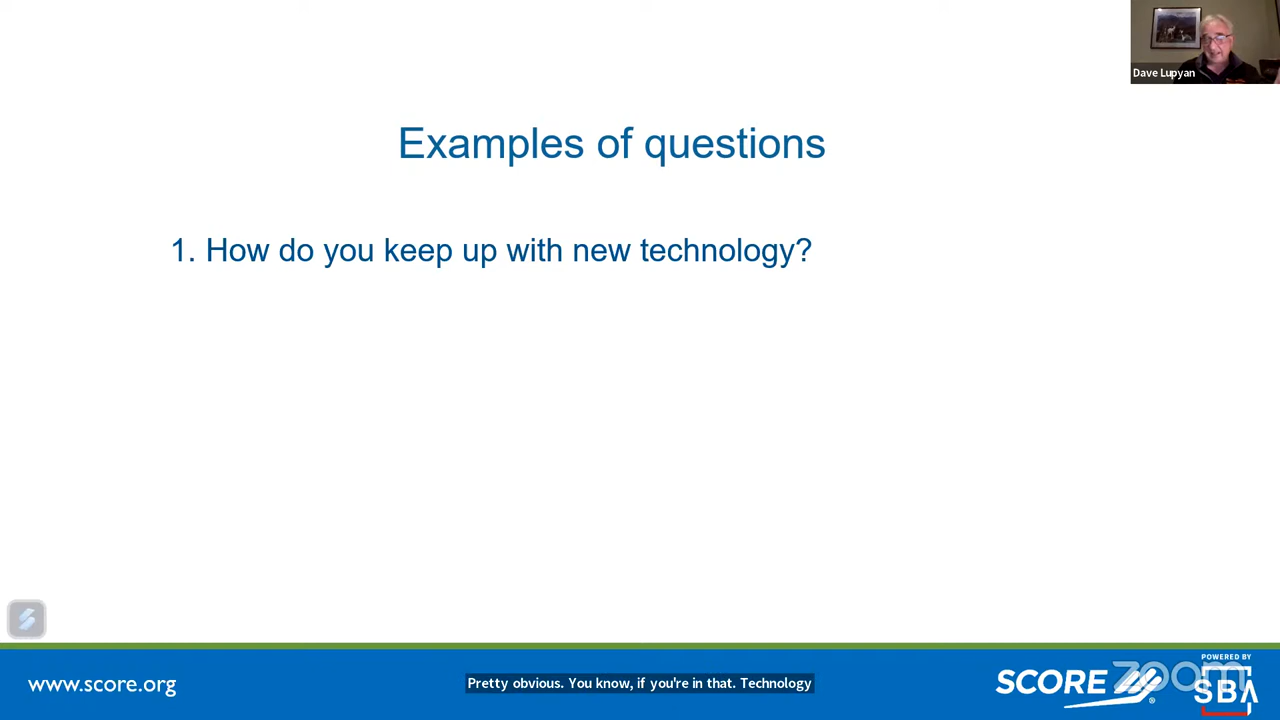 Dave Lupyan
Examples of questions
1. How do you keep up with new technology?
www.score.org
Pretty obvious. You know, if you're in that. Technology
SCORE
®
zoom
POWERED BY
SBA